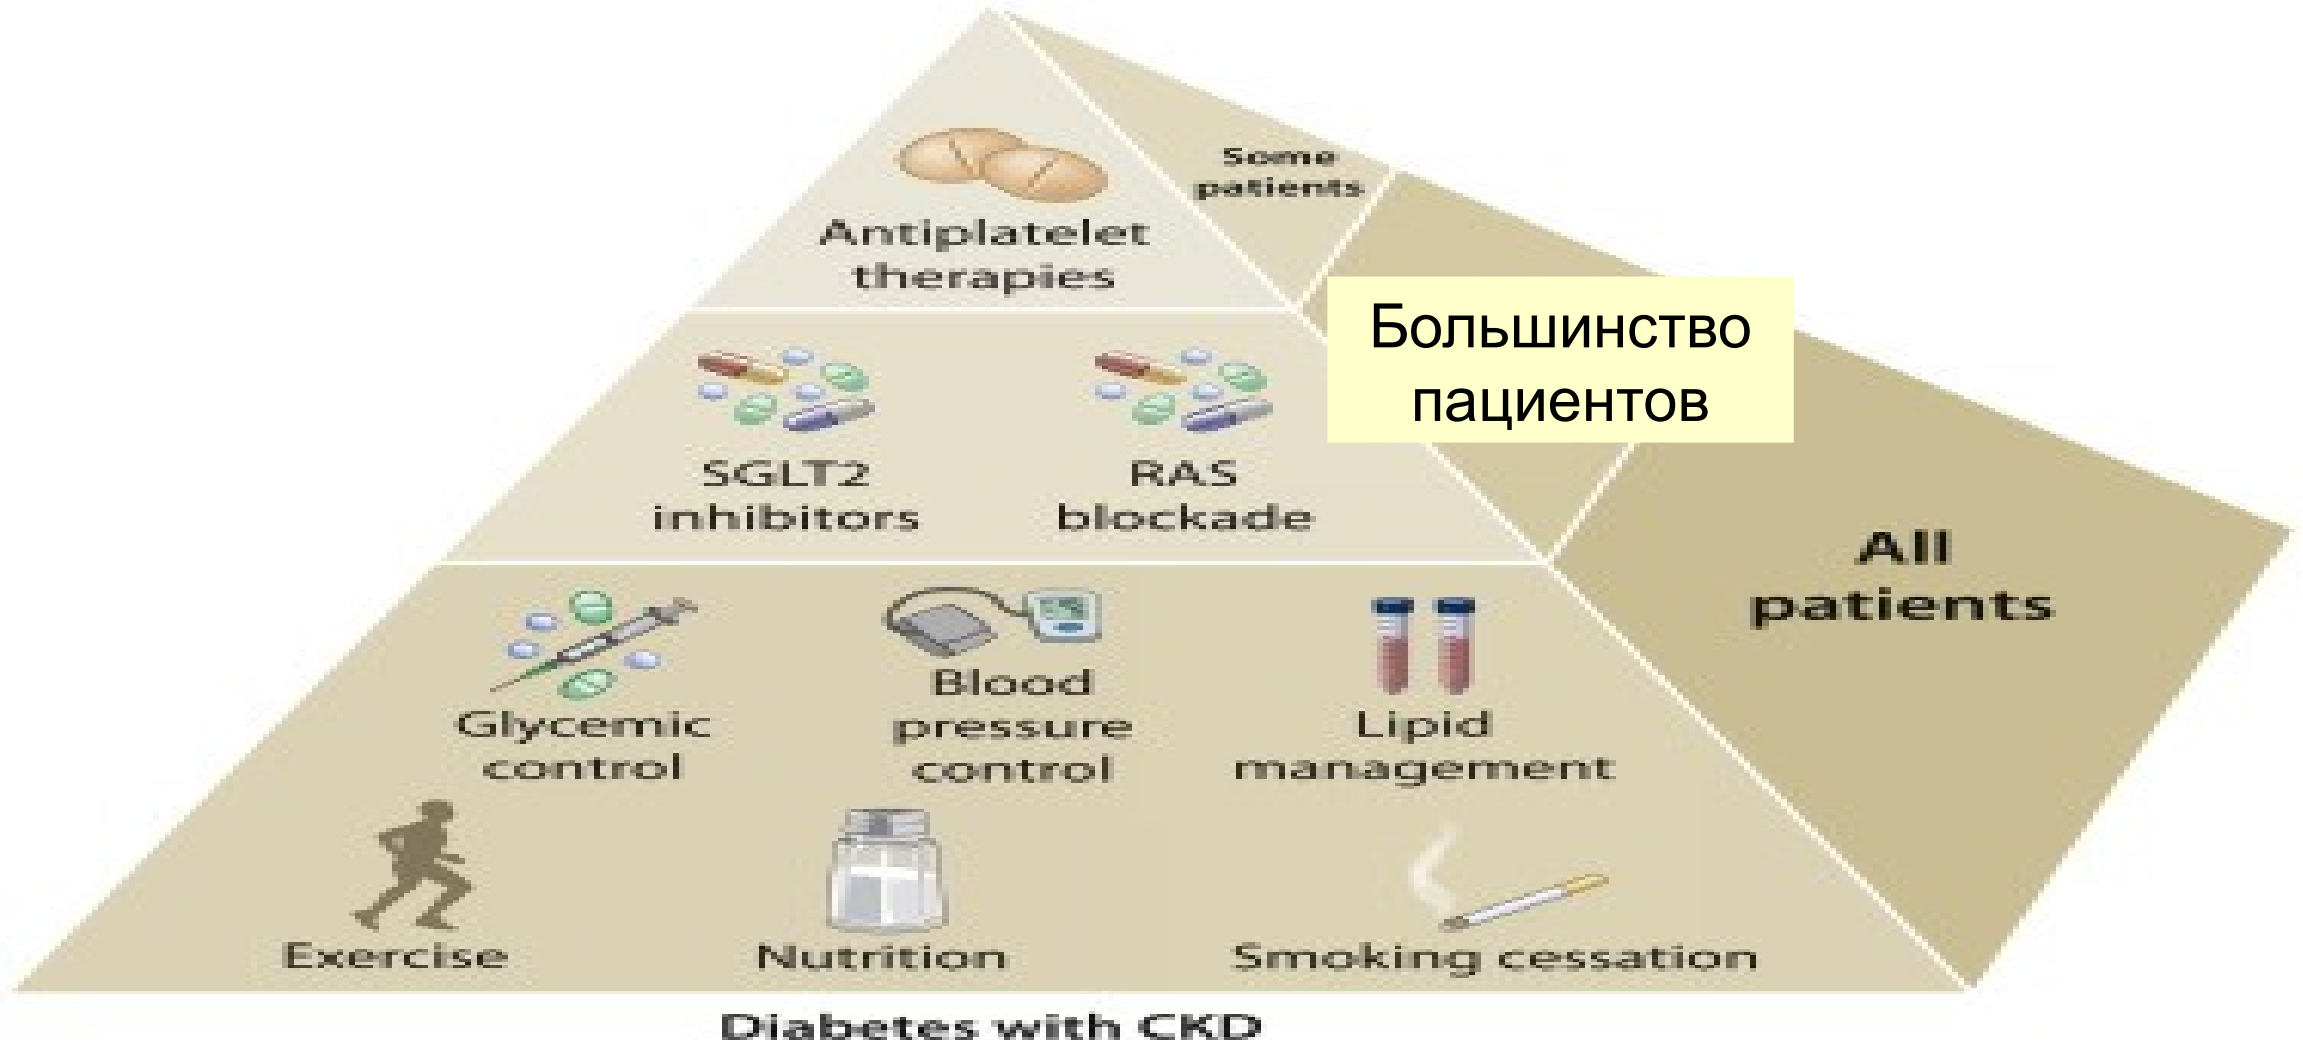 Some
patients
Antiplatelet
therapies
Большинство
пациентов
SGLT2
inhibitors
RAS
blockade
All
patients
Glycemic
control
Blood
pressure
control
Lipid
management
Exercise
Nutrition
Smoking cessation
Diabetes with CKD